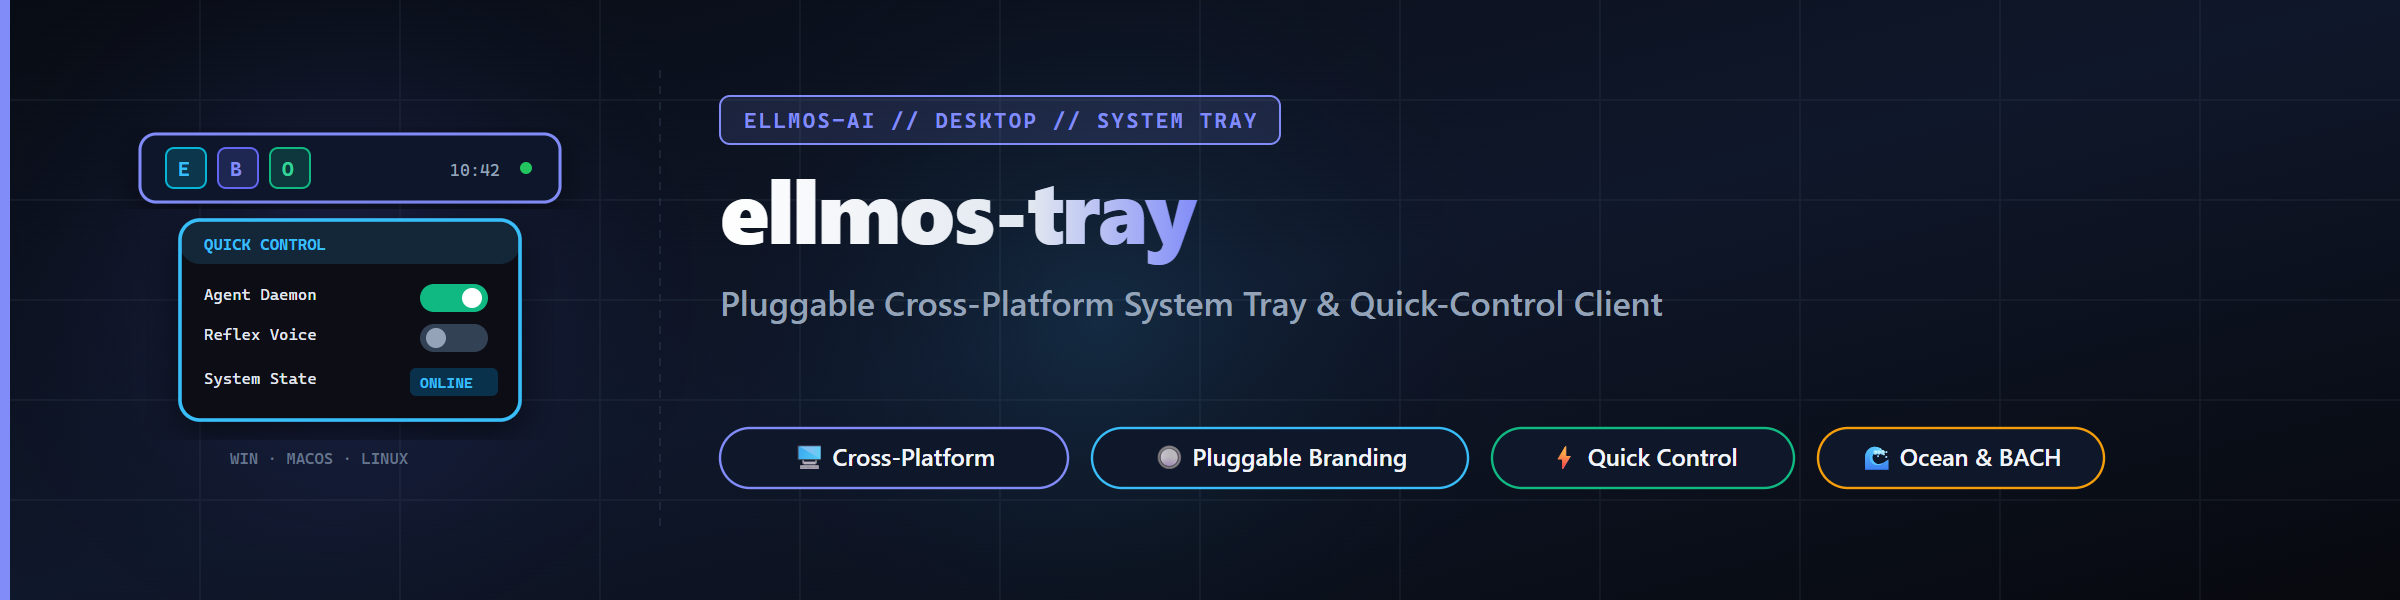 E B O 10:42
QUICK CONTROL
Agent Daemon
Reflex Voice
System State ONLINE
WIN · MACOS · LINUX
ELLMOS-AI // DESKTOP // SYSTEM TRAY
ellmos-tray
Pluggable Cross-Platform System Tray & Quick-Control Client
Cross-Platform
Pluggable Branding
Quick Control
Ocean & BACH